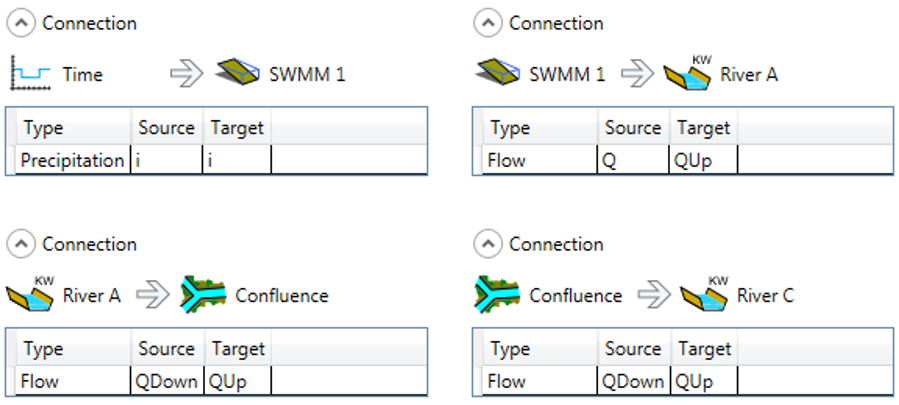 Connection
Time SWMM 1
Type Source Target
Precipitation i i
Connection
SWMM 1 KW River A
Type Source Target
Flow Q QUp
Connection
KW River A Confluence
Type Source Target
Flow QDown QUp
Connection
Confluence KW River C
Type Source Target
Flow QDown QUp